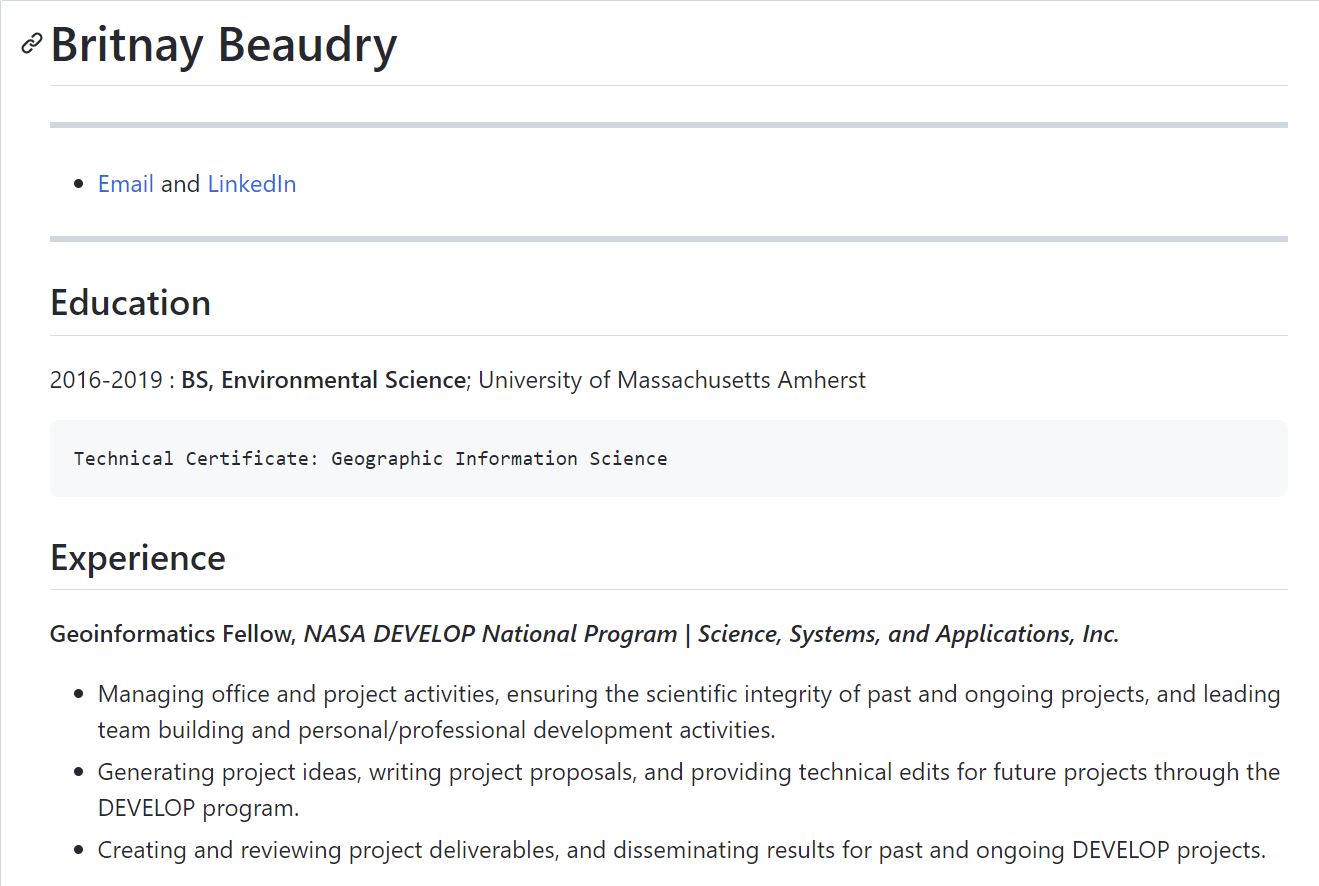 Britnay Beaudry
Email and LinkedIn
Education
2016-2019 : BS, Environmental Science; University of Massachusetts Amherst
Technical Certificate: Geographic Information Science
Experience
Geoinformatics Fellow, NASA DEVELOP National Program | Science, Systems, and Applications, Inc.
Managing office and project activities, ensuring the scientific integrity of past and ongoing projects, and leading
team building and personal/professional development activities.
Generating project ideas, writing project proposals, and providing technical edits for future projects through the
DEVELOP program.
Creating and reviewing project deliverables, and disseminating results for past and ongoing DEVELOP projects.